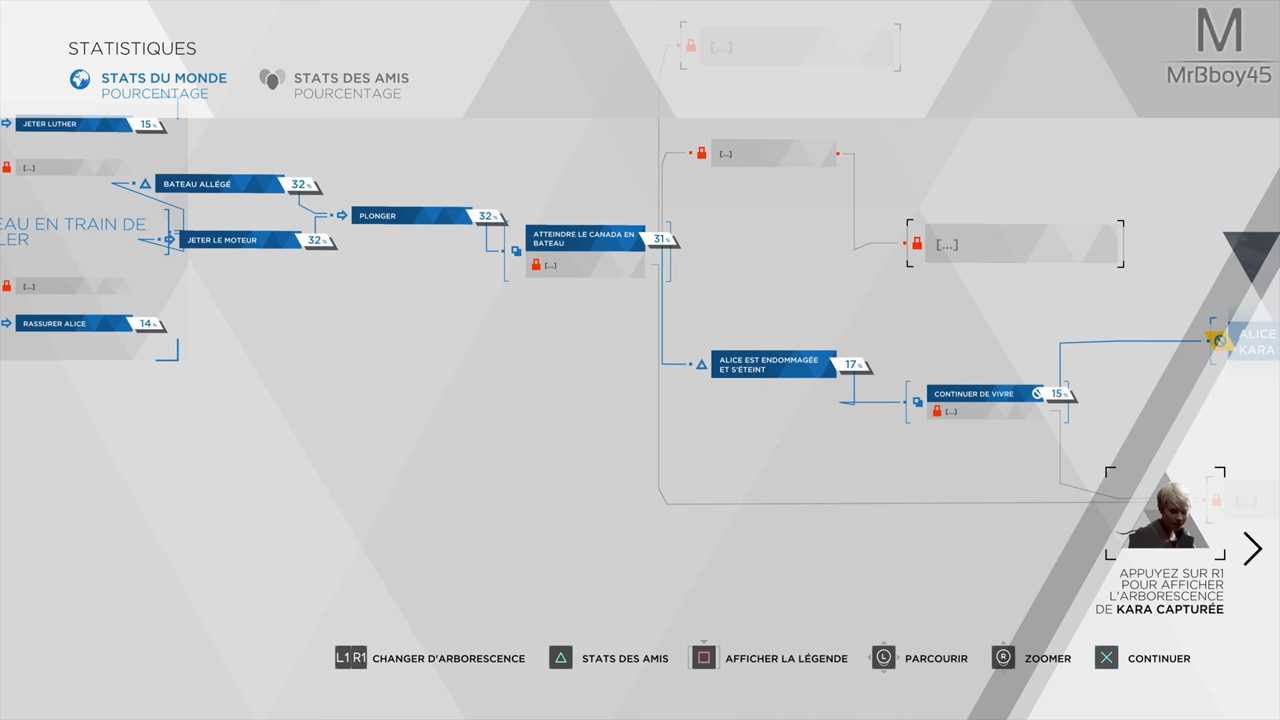 STATISTIQUES
STATS DU MONDE
POURCENTAGE
STATS DES AMIS
POURCENTAGE
M
MrBboy45
[...]
JETER LUTHER 15%
[...]
[...]
BATEAU ALLÉGÉ 32%
PLONGER 32%
EAU EN TRAIN DE
LER
JETER LE MOTEUR 32%
ATTEINDRE LE CANADA EN
BATEAU
31%
[...]
[...]
[...]
RASSURER ALICE 14%
ALICE
KARA
ALICE EST ENDOMMAGÉE
ET S'ÉTEINT
17%
CONTINUER DE VIVRE 15%
[...]
[...]
APPUYEZ SUR R1
POUR AFFICHER
L'ARBORESCENCE
DE KARA CAPTURÉE
L1 R1 CHANGER D'ARBORESCENCE
STATS DES AMIS
AFFICHER LA LÉGENDE
L PARCOURIR
R ZOOMER
CONTINUER